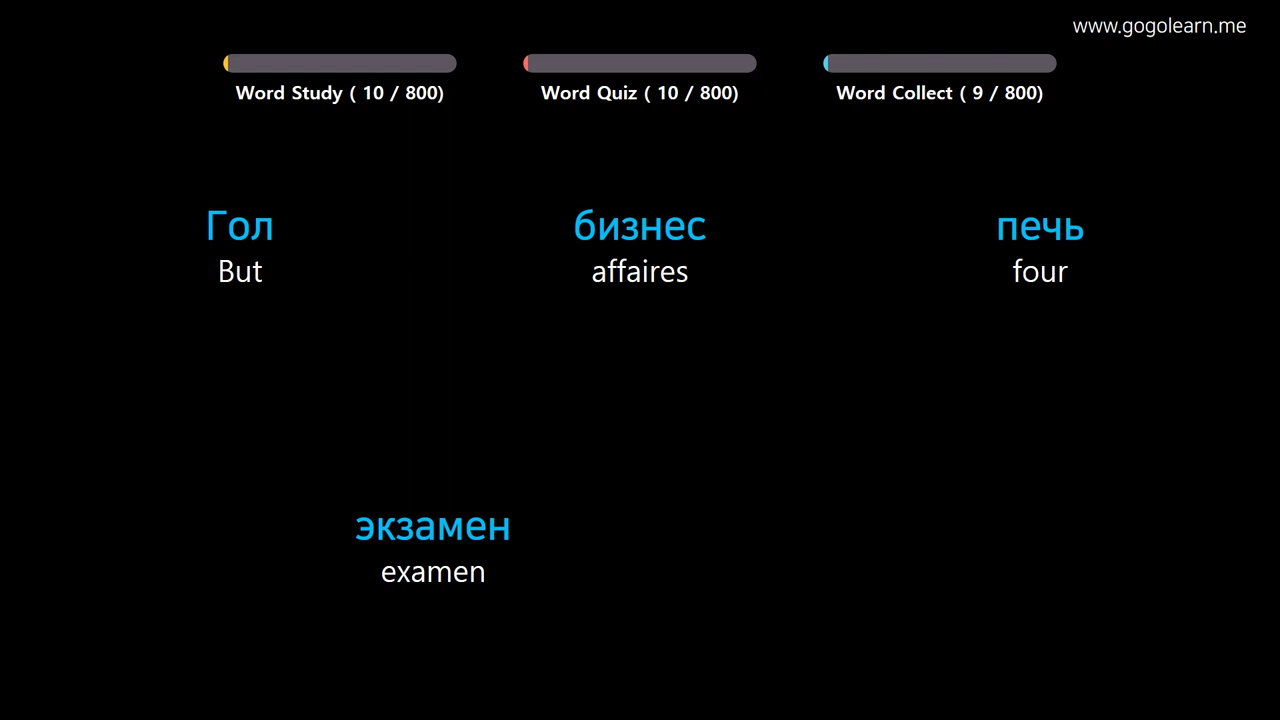 www.gogolearn.me
Word Study ( 10 / 800)
Word Quiz ( 10 / 800)
Word Collect ( 9 / 800)
Гол
But
бизнес
affaires
печь
four
экзамен
examen